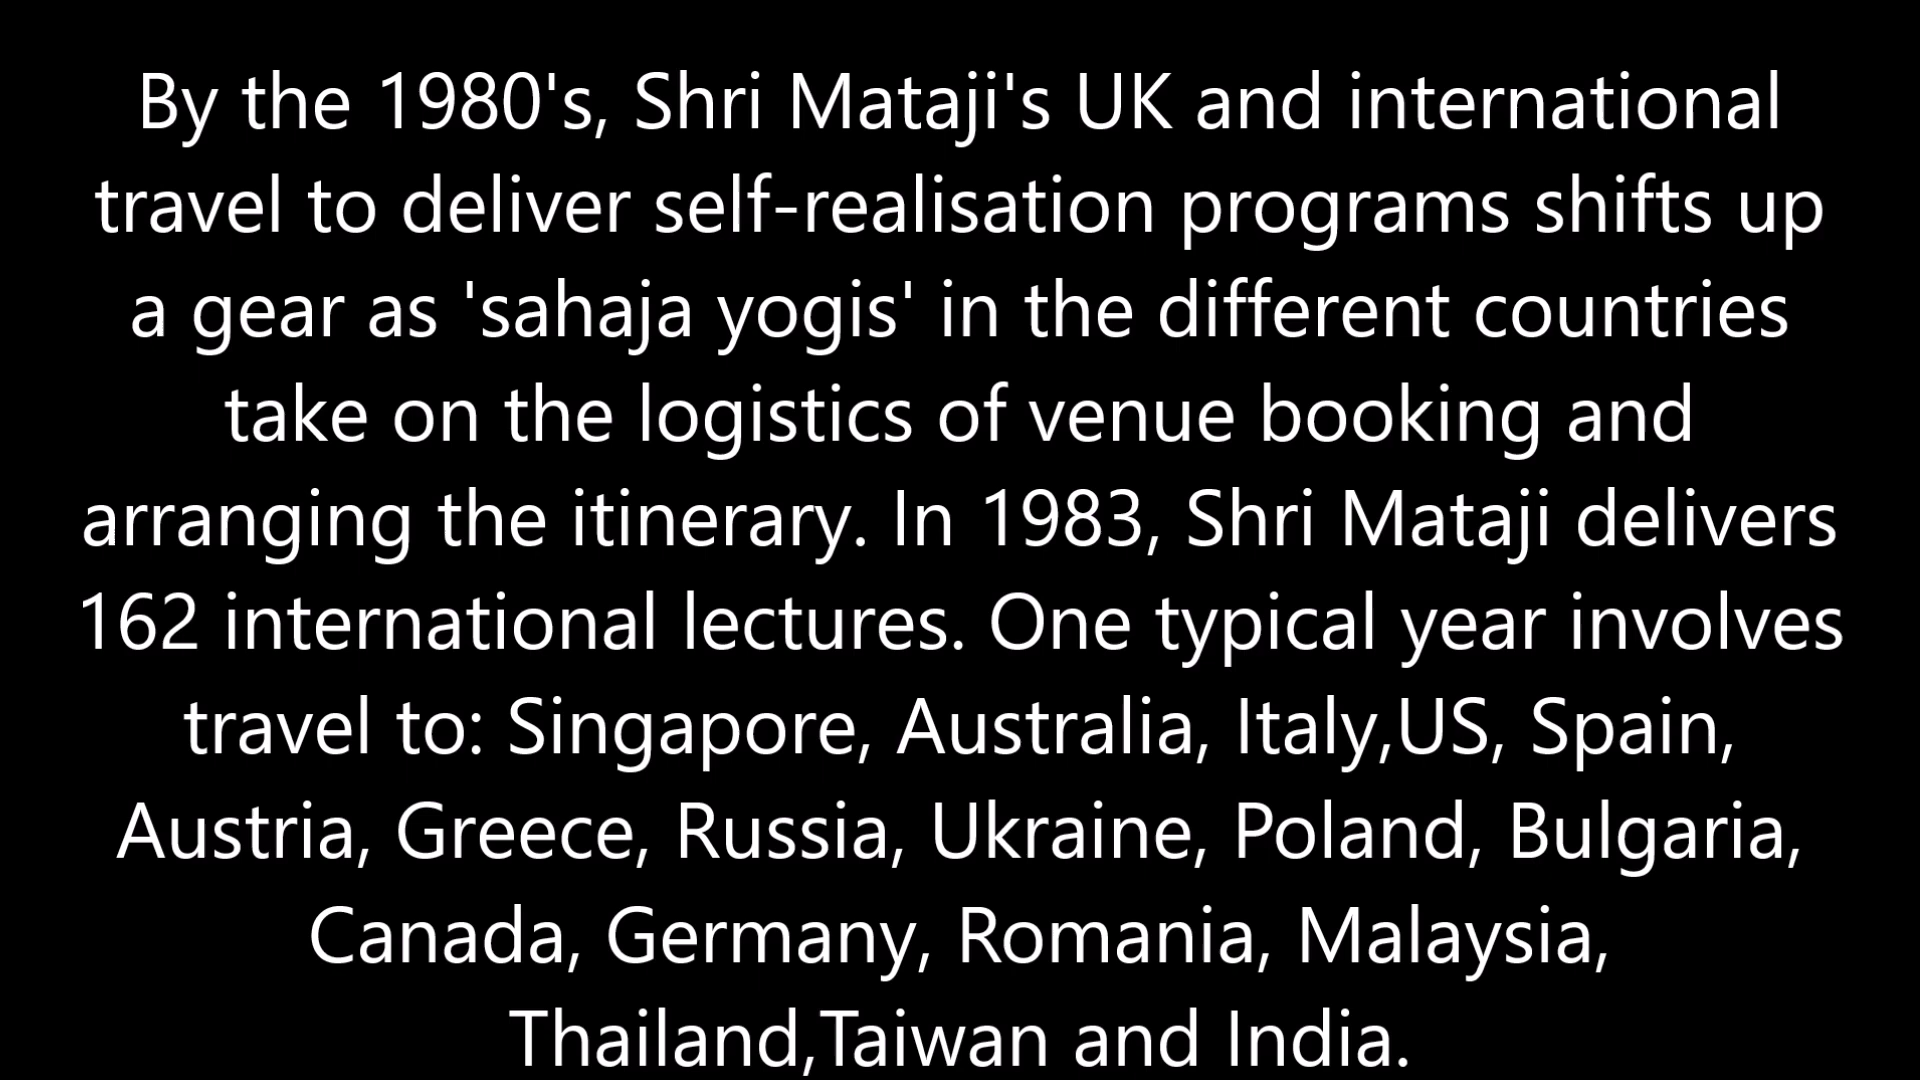 By the 1980's, Shri Mataji's UK and international
travel to deliver self-realisation programs shifts up
a gear as 'sahaja yogis' in the different countries
take on the logistics of venue booking and
arranging the itinerary. In 1983, Shri Mataji delivers
162 international lectures. One typical year involves
travel to: Singapore, Australia, Italy,US, Spain,
Austria, Greece, Russia, Ukraine, Poland, Bulgaria,
Canada, Germany, Romania, Malaysia,
Thailand,Taiwan and India.